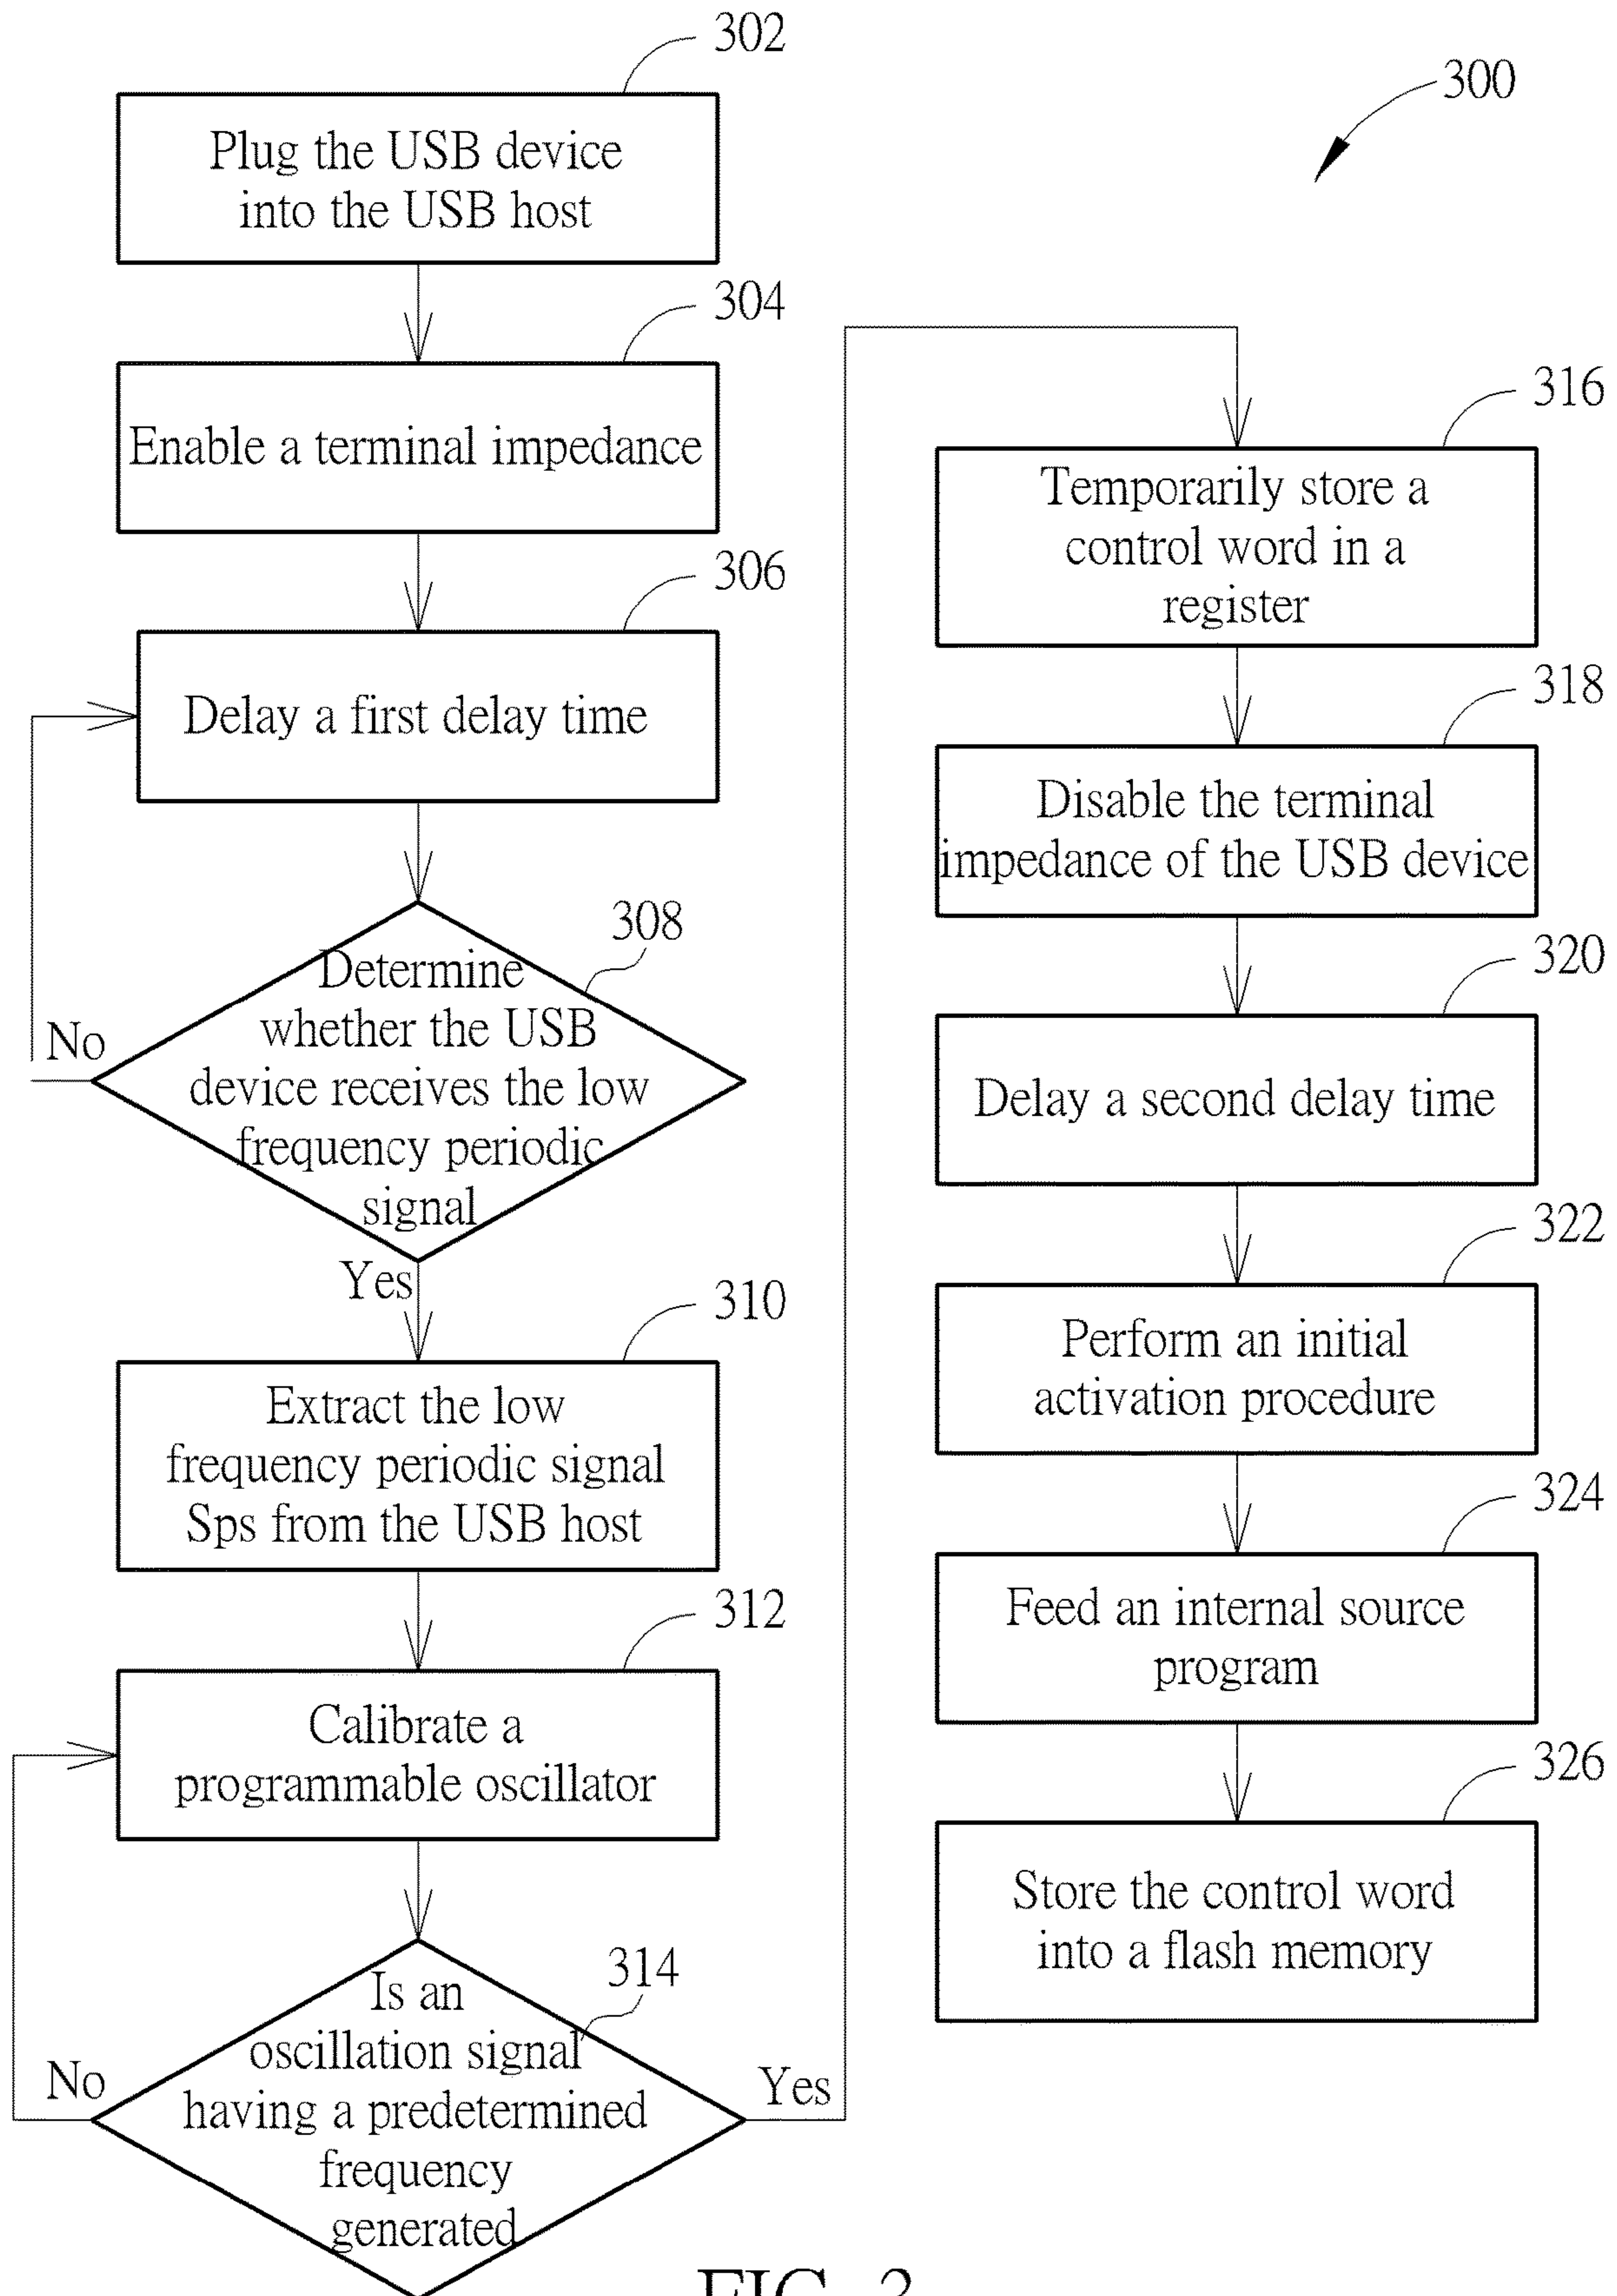 300
302
Plug the USB device
into the USB host
304
Enable a terminal impedance
306
Delay a first delay time
308
Determine
whether the USB
device receives the low
frequency periodic
signal
No
Yes
310
Extract the low
frequency periodic signal
Sps from the USB host
312
Calibrate a
programmable oscillator
314
Is an
oscillation signal
having a predetermined
frequency
generated
No
Yes
316
Temporarily store a
control word in a
register
318
Disable the terminal
impedance of the USB device
320
Delay a second delay time
322
Perform an initial
activation procedure
324
Feed an internal source
program
326
Store the control word
into a flash memory